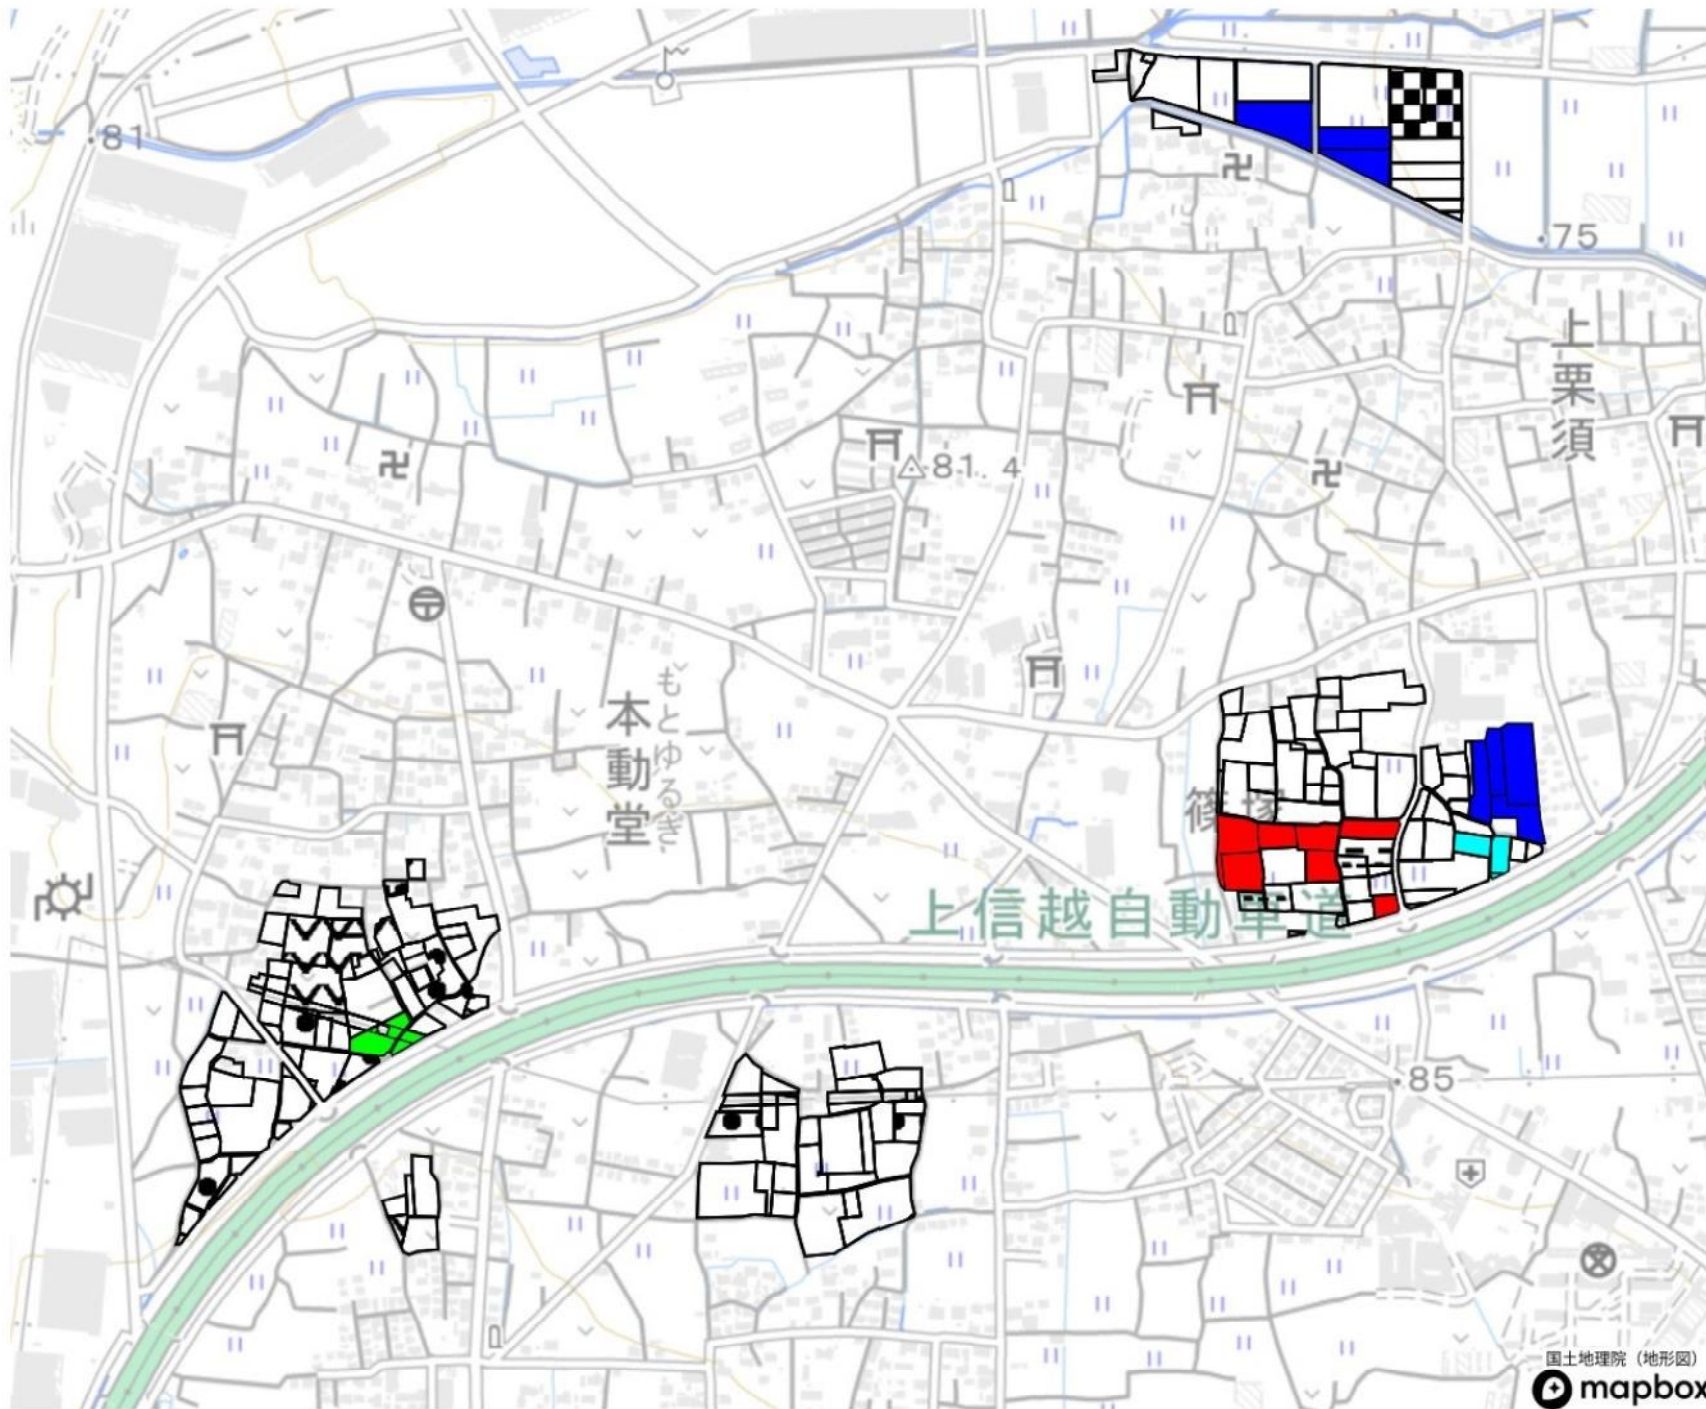 81
75
上栗須
81.4
本動堂
もとゆるぎ
篠塚
上信越自動車道
85
国土地理院(地形図)
mapbox